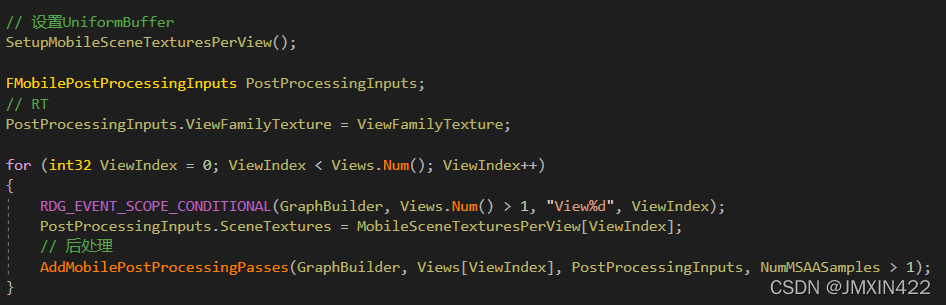 // 设置UniformBuffer
SetupMobileSceneTexturesPerView();
FMobilePostProcessingInputs PostProcessingInputs;
// RT
PostProcessingInputs.ViewFamilyTexture = ViewFamilyTexture;
for (int32 ViewIndex = 0; ViewIndex < Views.Num(); ViewIndex++)
{
    RDG_EVENT_SCOPE_CONDITIONAL(GraphBuilder, Views.Num() > 1, "View%d", ViewIndex);
    PostProcessingInputs.SceneTextures = MobileSceneTexturesPerView[ViewIndex];
    // 后处理
    AddMobilePostProcessingPasses(GraphBuilder, Views[ViewIndex], PostProcessingInputs, NumMSAASamples > 1);
}
CSDN @JMXIN422